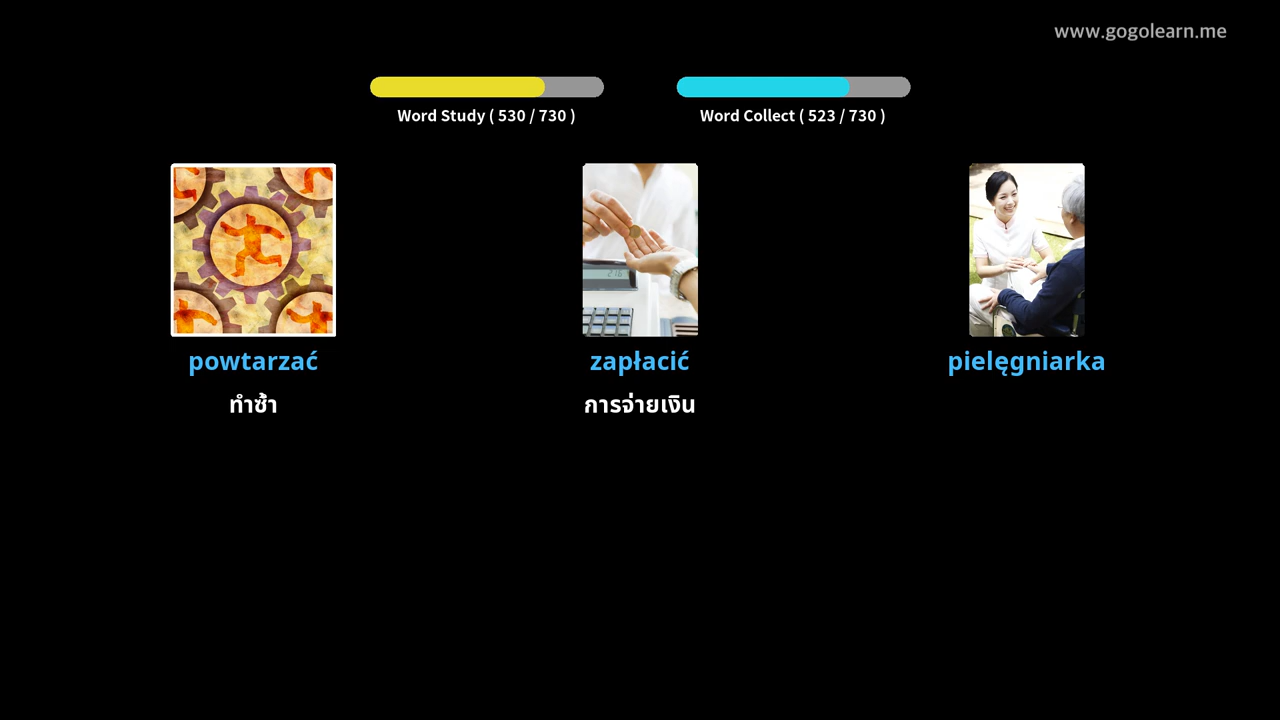 www.gogolearn.me
Word Study ( 530 / 730 )
Word Collect ( 523 / 730 )
powtarzać
zapłacić
pielęgniarka
ทำซ้ำ
การจ่ายเงิน